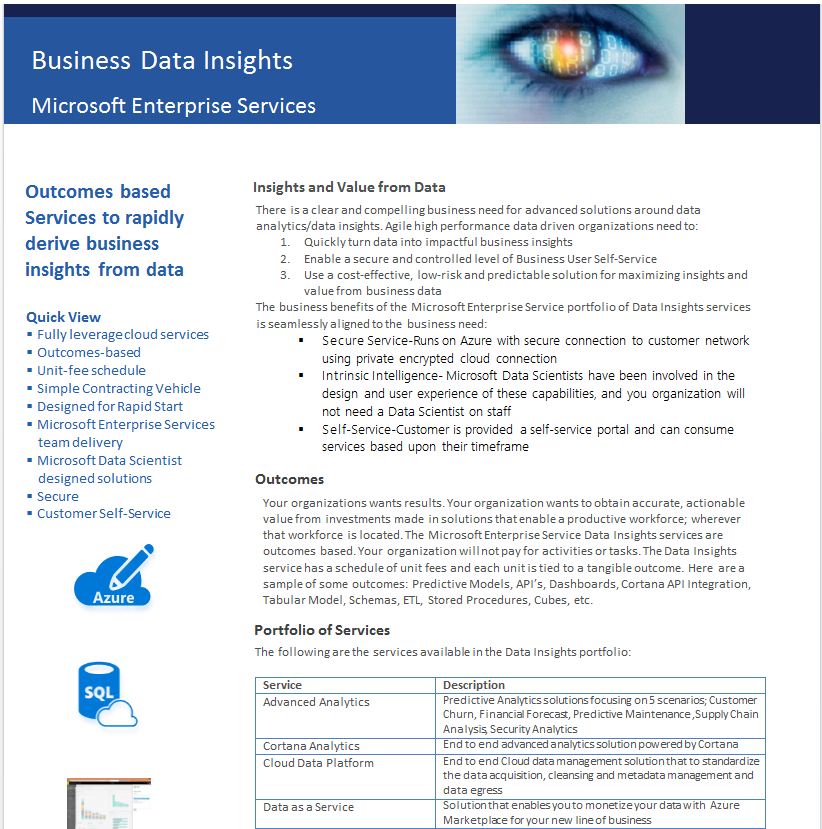 Business Data Insights
Microsoft Enterprise Services
Outcomes based
Services to rapidly
derive business
insights from data
Quick View
▪ Fully leverage cloud services
▪ Outcomes-based
▪ Unit-fee schedule
▪ Simple Contracting Vehicle
▪ Designed for Rapid Start
▪ Microsoft Enterprise Services
team delivery
▪ Microsoft Data Scientist
designed solutions
▪ Secure
▪ Customer Self-Service
Azure
SQL
Insights and Value from Data
There is a clear and compelling business need for advanced solutions around data
analytics/data insights. Agile high performance data driven organizations need to:
1. Quickly turn data into impactful business insights
2. Enable a secure and controlled level of Business User Self-Service
3. Use a cost-effective, low-risk and predictable solution for maximizing insights and
value from business data
The business benefits of the Microsoft Enterprise Service portfolio of Data Insights services
is seamlessly aligned to the business need:
▪ Secure Service-Runs on Azure with secure connection to customer network
using private encrypted cloud connection
▪ Intrinsic Intelligence- Microsoft Data Scientists have been involved in the
design and user experience of these capabilities, and you organization will
not need a Data Scientist on staff
▪ Self-Service-Customer is provided a self-service portal and can consume
services based upon their timeframe
Outcomes
Your organizations wants results. Your organization wants to obtain accurate, actionable
value from investments made in solutions that enable a productive workforce; wherever
that workforce is located. The Microsoft Enterprise Service Data Insights services are
outcomes based. Your organization will not pay for activities or tasks. The Data Insights
service has a schedule of unit fees and each unit is tied to a tangible outcome. Here are a
sample of some outcomes: Predictive Models, API's, Dashboards, Cortana API Integration,
Tabular Model, Schemas, ETL, Stored Procedures, Cubes, etc.
Portfolio of Services
The following are the services available in the Data Insights portfolio:
Service Description
Advanced Analytics Predictive Analytics solutions focusing on 5 scenarios; Customer
Churn, Financial Forecast, Predictive Maintenance ,Supply Chain
Analysis, Security Analytics
Cortana Analytics End to end advanced analytics solution powered by Cortana
Cloud Data Platform End to end Cloud data management solution that to standardize
the data acquisition, cleansing and metadata management and
data egress
Data as a Service Solution that enables you to monetize your data with Azure
Marketplace for your new line of business